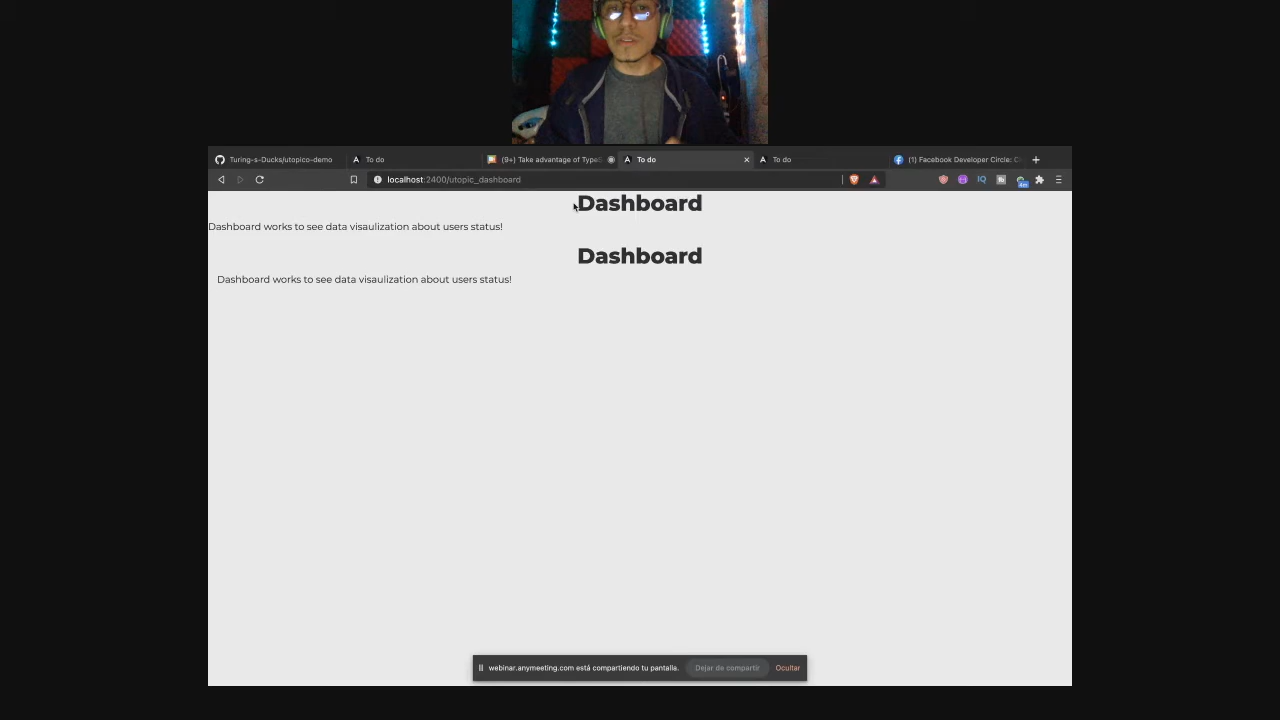 Turing-s-Ducks/utopico-demo
To do
(9+) Take advantage of TypeS
To do
To do
(1) Facebook Developer Circle: C
localhost:2400/utopic_dashboard
IQ
Dashboard
Dashboard works to see data visaulization about users status!
Dashboard
Dashboard works to see data visaulization about users status!
webinar.anymeeting.com está compartiendo tu pantalla.
Dejar de compartir
Ocultar